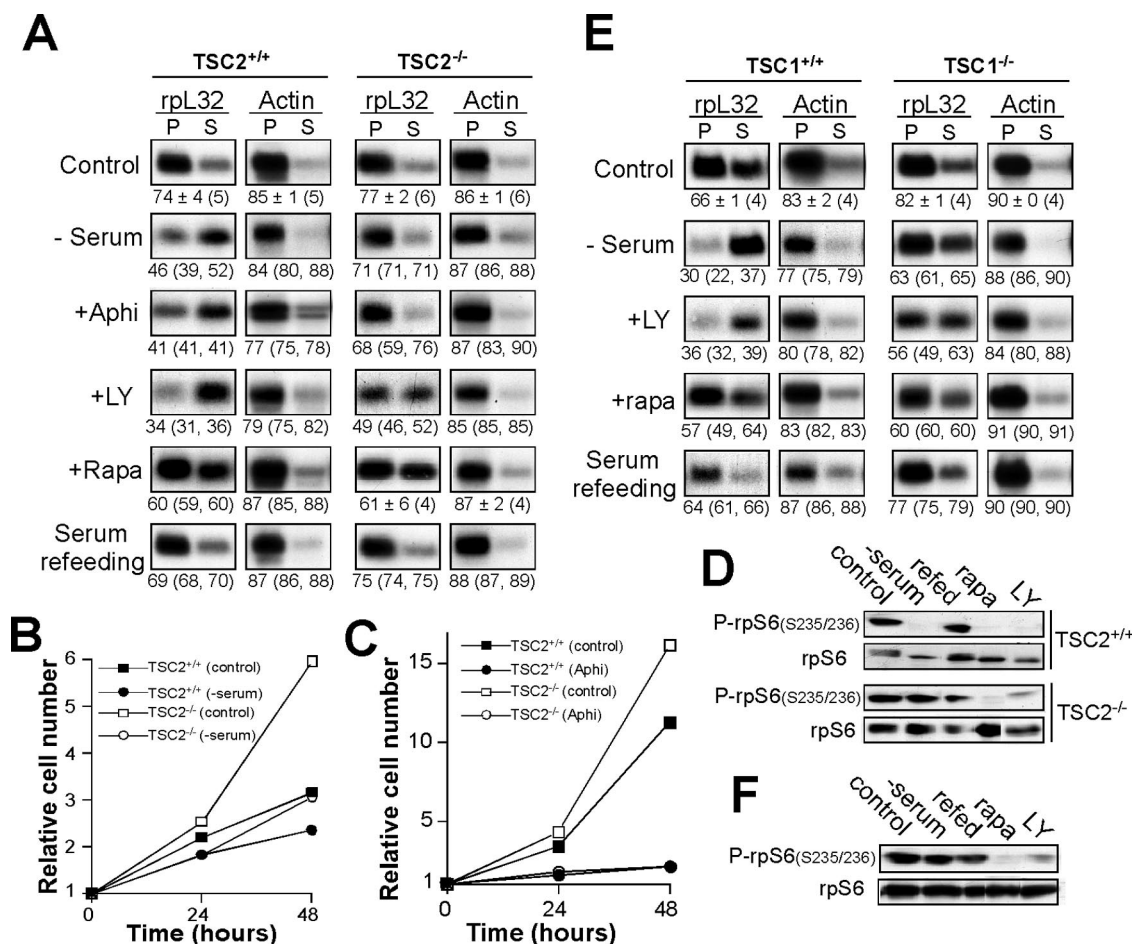 A
TSC2+/+ TSC2-/-
rpL32 Actin rpL32 Actin
P S P S P S P S
Control
74 ± 4 (5) 85 ± 1 (5) 77 ± 2 (6) 86 ± 1 (6)
- Serum
46 (39, 52) 84 (80, 88) 71 (71, 71) 87 (86, 88)
+Aphi
41 (41, 41) 77 (75, 78) 68 (59, 76) 87 (83, 90)
+LY
34 (31, 36) 79 (75, 82) 49 (46, 52) 85 (85, 85)
+Rapa
60 (59, 60) 87 (85, 88) 61 ± 6 (4) 87 ± 2 (4)
Serum
refeeding
69 (68, 70) 87 (86, 88) 75 (74, 75) 88 (87, 89)
E
TSC1+/+ TSC1-/-
rpL32 Actin rpL32 Actin
P S P S P S P S
Control
66 ± 1 (4) 83 ± 2 (4) 82 ± 1 (4) 90 ± 0 (4)
- Serum
30 (22, 37) 77 (75, 79) 63 (61, 65) 88 (86, 90)
+LY
36 (32, 39) 80 (78, 82) 56 (49, 63) 84 (80, 88)
+rapa
57 (49, 64) 83 (82, 83) 60 (60, 60) 91 (90, 91)
Serum
refeeding
64 (61, 66) 87 (86, 88) 77 (75, 79) 90 (90, 90)
B
Relative cell number
6
5
4
3
2
1
TSC2+/+ (control)
TSC2+/+ (-serum)
TSC2-/- (control)
TSC2-/- (-serum)
0 24 48
Time (hours)
C
Relative cell number
15
10
5
1
TSC2+/+ (control)
TSC2+/+ (Aphi)
TSC2-/- (control)
TSC2-/- (Aphi)
0 24 48
Time (hours)
D
control -serum refed rapa LY
P-rpS6(S235/236)
rpS6
TSC2+/+
P-rpS6(S235/236)
rpS6
TSC2-/-
F
control -serum refed rapa LY
P-rpS6(S235/236)
rpS6